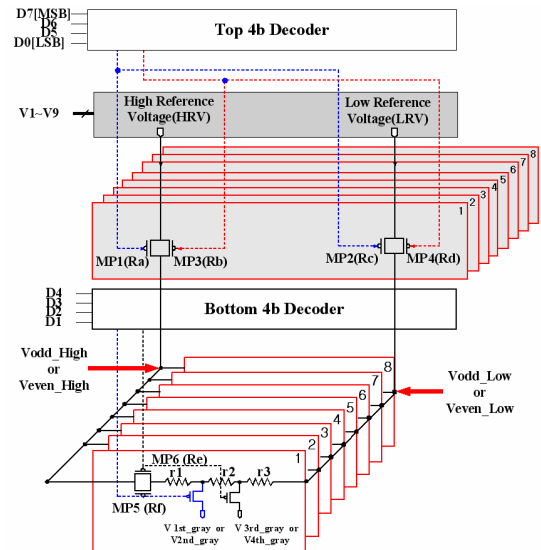 D7[MSB]
D6
D5
D0[LSB]
Top 4b Decoder
V1~V9
High Reference
Voltage(HRV)
Low Reference
Voltage(LRV)
8
7
6
5
4
3
2
1
MP1(Ra)
MP3(Rb)
MP2(Rc)
MP4(Rd)
D4
D3
D2
D1
Bottom 4b Decoder
Vodd_High
or
Veven_High
Vodd_Low
or
Veven_Low
8
7
6
5
4
3
2
1
MP6 (Re)
r1
r2
r3
MP5 (Rf)
V 1st_gray or
V2nd_gray
V 3rd_gray or
V4th_gray